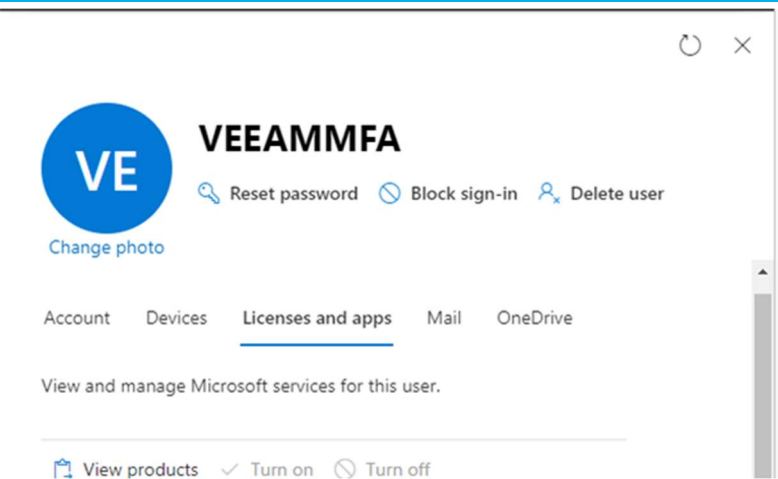 VE
VEEAMMFA
Reset password Block sign-in Delete user
Change photo
Account Devices Licenses and apps Mail OneDrive
View and manage Microsoft services for this user.
View products Turn on Turn off